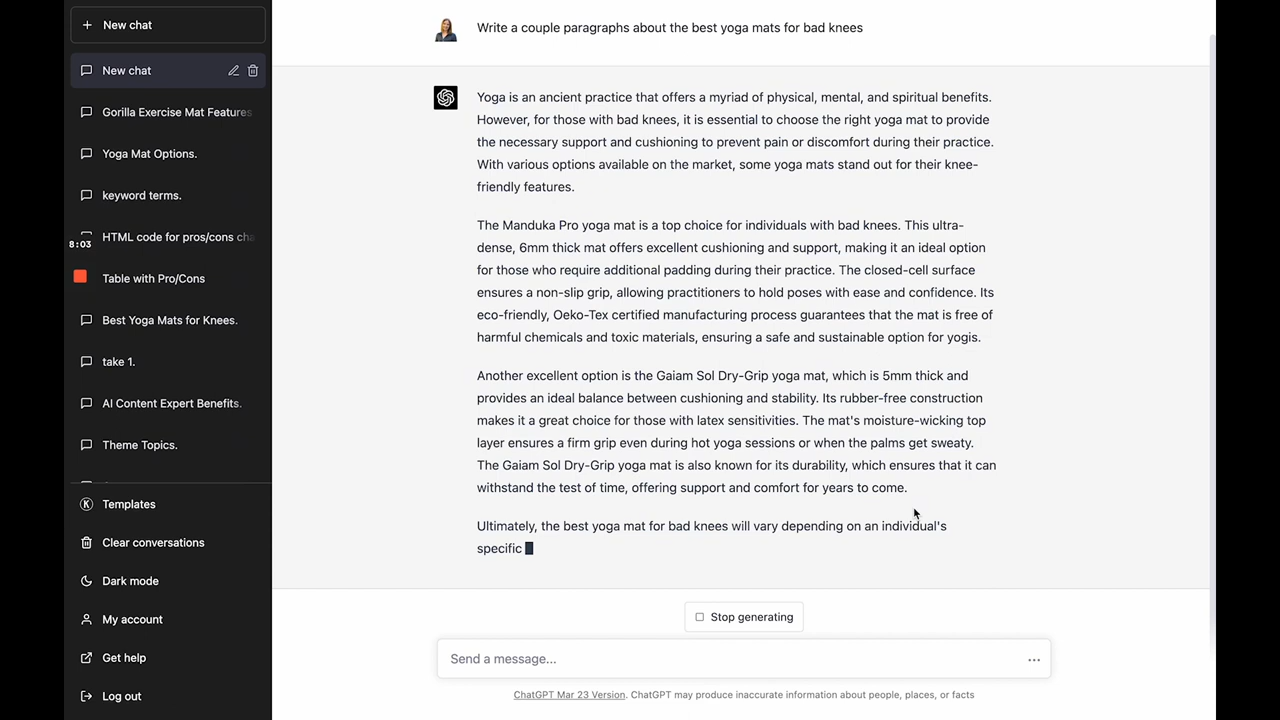 New chat
New chat
Gorilla Exercise Mat Features
Yoga Mat Options.
keyword terms.
HTML code for pros/cons cha
8:03
Table with Pro/Cons
Best Yoga Mats for Knees.
take 1.
AI Content Expert Benefits.
Theme Topics.
Templates
Clear conversations
Dark mode
My account
Get help
Log out
Write a couple paragraphs about the best yoga mats for bad knees
Yoga is an ancient practice that offers a myriad of physical, mental, and spiritual benefits.
However, for those with bad knees, it is essential to choose the right yoga mat to provide
the necessary support and cushioning to prevent pain or discomfort during their practice.
With various options available on the market, some yoga mats stand out for their knee-
friendly features.
The Manduka Pro yoga mat is a top choice for individuals with bad knees. This ultra-
dense, 6mm thick mat offers excellent cushioning and support, making it an ideal option
for those who require additional padding during their practice. The closed-cell surface
ensures a non-slip grip, allowing practitioners to hold poses with ease and confidence. Its
eco-friendly, Oeko-Tex certified manufacturing process guarantees that the mat is free of
harmful chemicals and toxic materials, ensuring a safe and sustainable option for yogis.
Another excellent option is the Gaiam Sol Dry-Grip yoga mat, which is 5mm thick and
provides an ideal balance between cushioning and stability. Its rubber-free construction
makes it a great choice for those with latex sensitivities. The mat's moisture-wicking top
layer ensures a firm grip even during hot yoga sessions or when the palms get sweaty.
The Gaiam Sol Dry-Grip yoga mat is also known for its durability, which ensures that it can
withstand the test of time, offering support and comfort for years to come.
Ultimately, the best yoga mat for bad knees will vary depending on an individual's
specific
Stop generating
Send a message...
ChatGPT Mar 23 Version. ChatGPT may produce inaccurate information about people, places, or facts